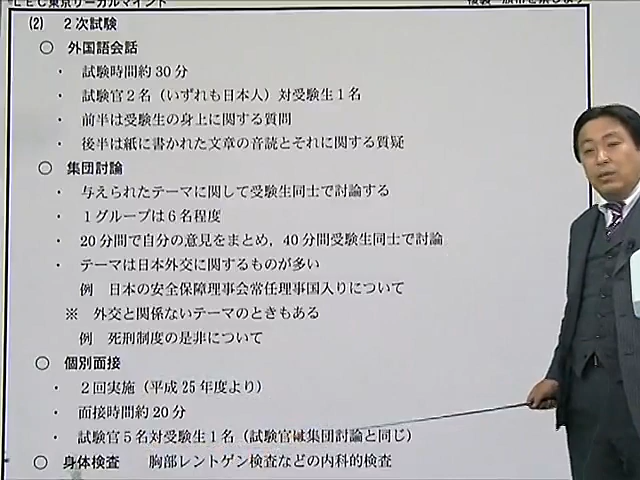 LEC東京リーガルマインド
(2) 2次試験
○ 外国語会話
・ 試験時間約30分
・ 試験官2名(いずれも日本人)対受験生1名
・ 前半は受験生の身上に関する質問
・ 後半は紙に書かれた文章の音読とそれに関する質疑
○ 集団討論
・ 与えられたテーマに関して受験生同士で討論する
・ 1グループは6名程度
・ 20分間で自分の意見をまとめ,40分間受験生同士で討論
・ テーマは日本外交に関するものが多い
例 日本の安全保障理事会常任理事国入りについて
※ 外交と関係ないテーマのときもある
例 死刑制度の是非について
○ 個別面接
・ 2回実施(平成25年度より)
・ 面接時間約20分
・ 試験官5名対受験生1名(試験官は集団討論と同じ)
○ 身体検査 胸部レントゲン検査などの内科的検査